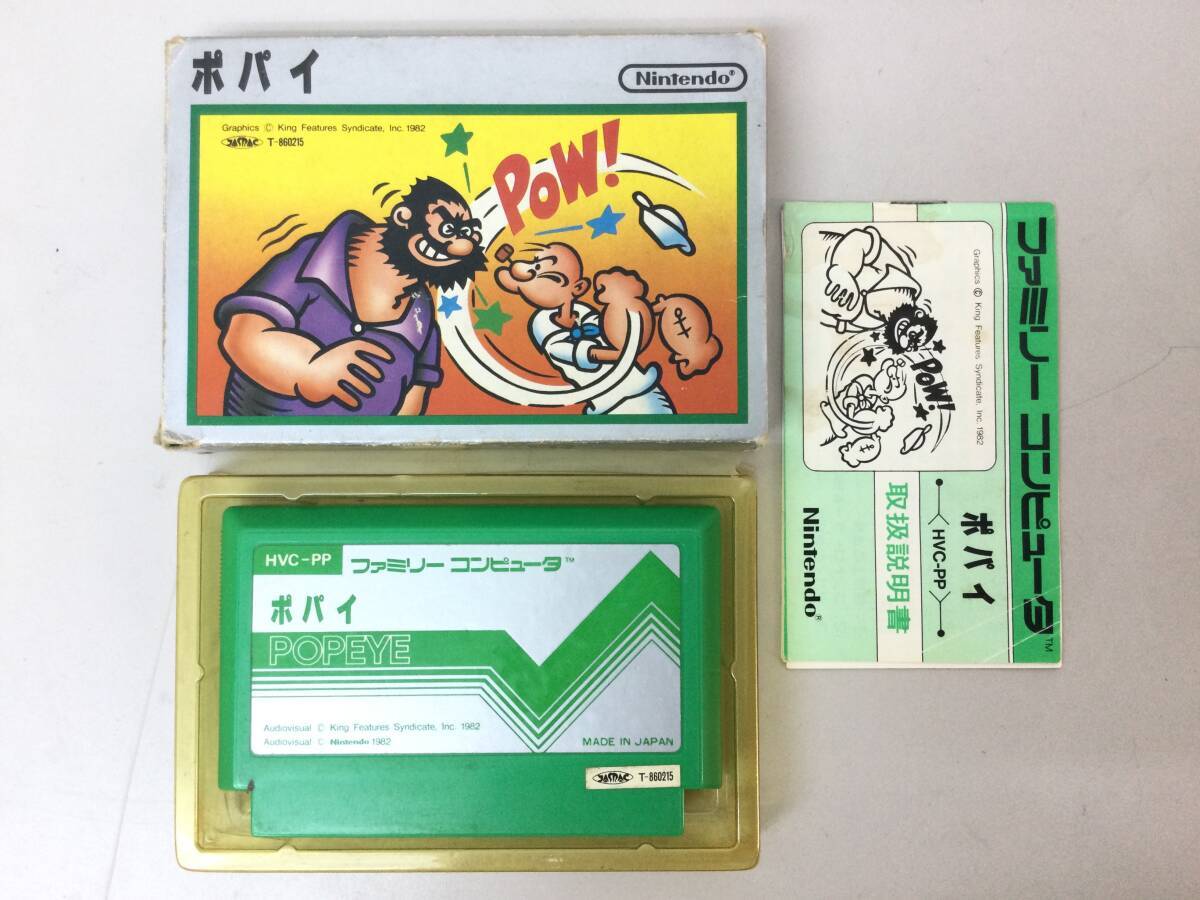 ポパイ
Nintendo®
Graphics © King Features Syndicate, Inc. 1982
JASRAC T-860215
POW!
HVC-PP ファミリー コンピュータ™
ポパイ
POPEYE
Audiovisual © King Features Syndicate, Inc. 1982
Audiovisual © Nintendo 1982
MADE IN JAPAN
JASRAC T-860215
ファミリー コンピュータ™
Graphics © King Features Syndicate, Inc. 1982
POW!
ポパイ
HVC-PP
取扱説明書
Nintendo®